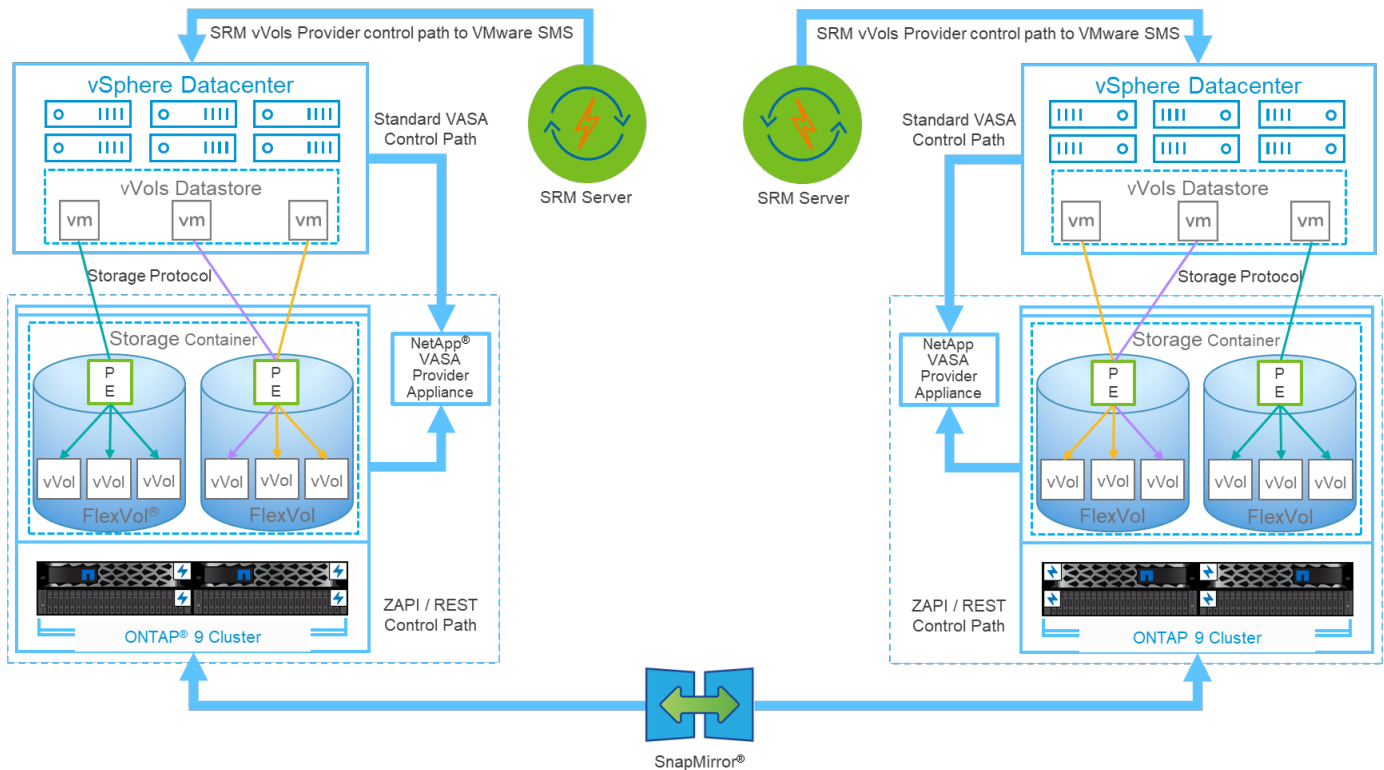 SRM vVols Provider control path to VMware SMS
SRM vVols Provider control path to VMware SMS
vSphere Datacenter
Standard VASA
Control Path
SRM Server
SRM Server
Standard VASA
Control Path
vSphere Datacenter
vVols Datastore
vm
vm
vm
vVols Datastore
vm
vm
vm
Storage Protocol
Storage Protocol
Storage Container
P
E
P
E
vVol
vVol
vVol
vVol
vVol
vVol
FlexVol®
FlexVol
NetApp®
VASA
Provider
Appliance
NetApp
VASA
Provider
Appliance
Storage Container
P
E
P
E
vVol
vVol
vVol
vVol
vVol
vVol
FlexVol
FlexVol
ZAPI / REST
Control Path
ONTAP® 9 Cluster
ZAPI / REST
Control Path
ONTAP 9 Cluster
SnapMirror®